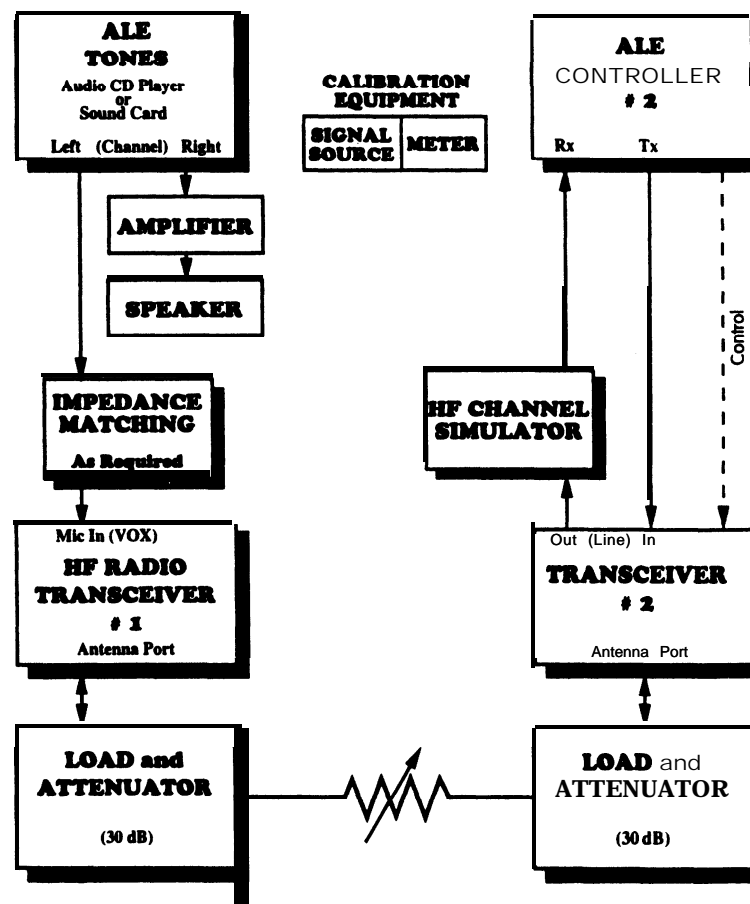 ALE
TONES
Audio CD Player
or
Sound Card
Left (Channel) Right
AMPLIFIER
SPEAKER
IMPEDANCE
MATCHING
As Required
Mic In (VOX)
HF RADIO
TRANSCEIVER
# 1
Antenna Port
LOAD and
ATTENUATOR
(30 dB)
CALIBRATION
EQUIPMENT
SIGNAL
SOURCE
METER
ALE
CONTROLLER
# 2
Rx Tx
Control
HF CHANNEL
SIMULATOR
Out (Line) In
TRANSCEIVER
# 2
Antenna Port
LOAD and
ATTENUATOR
(30 dB)